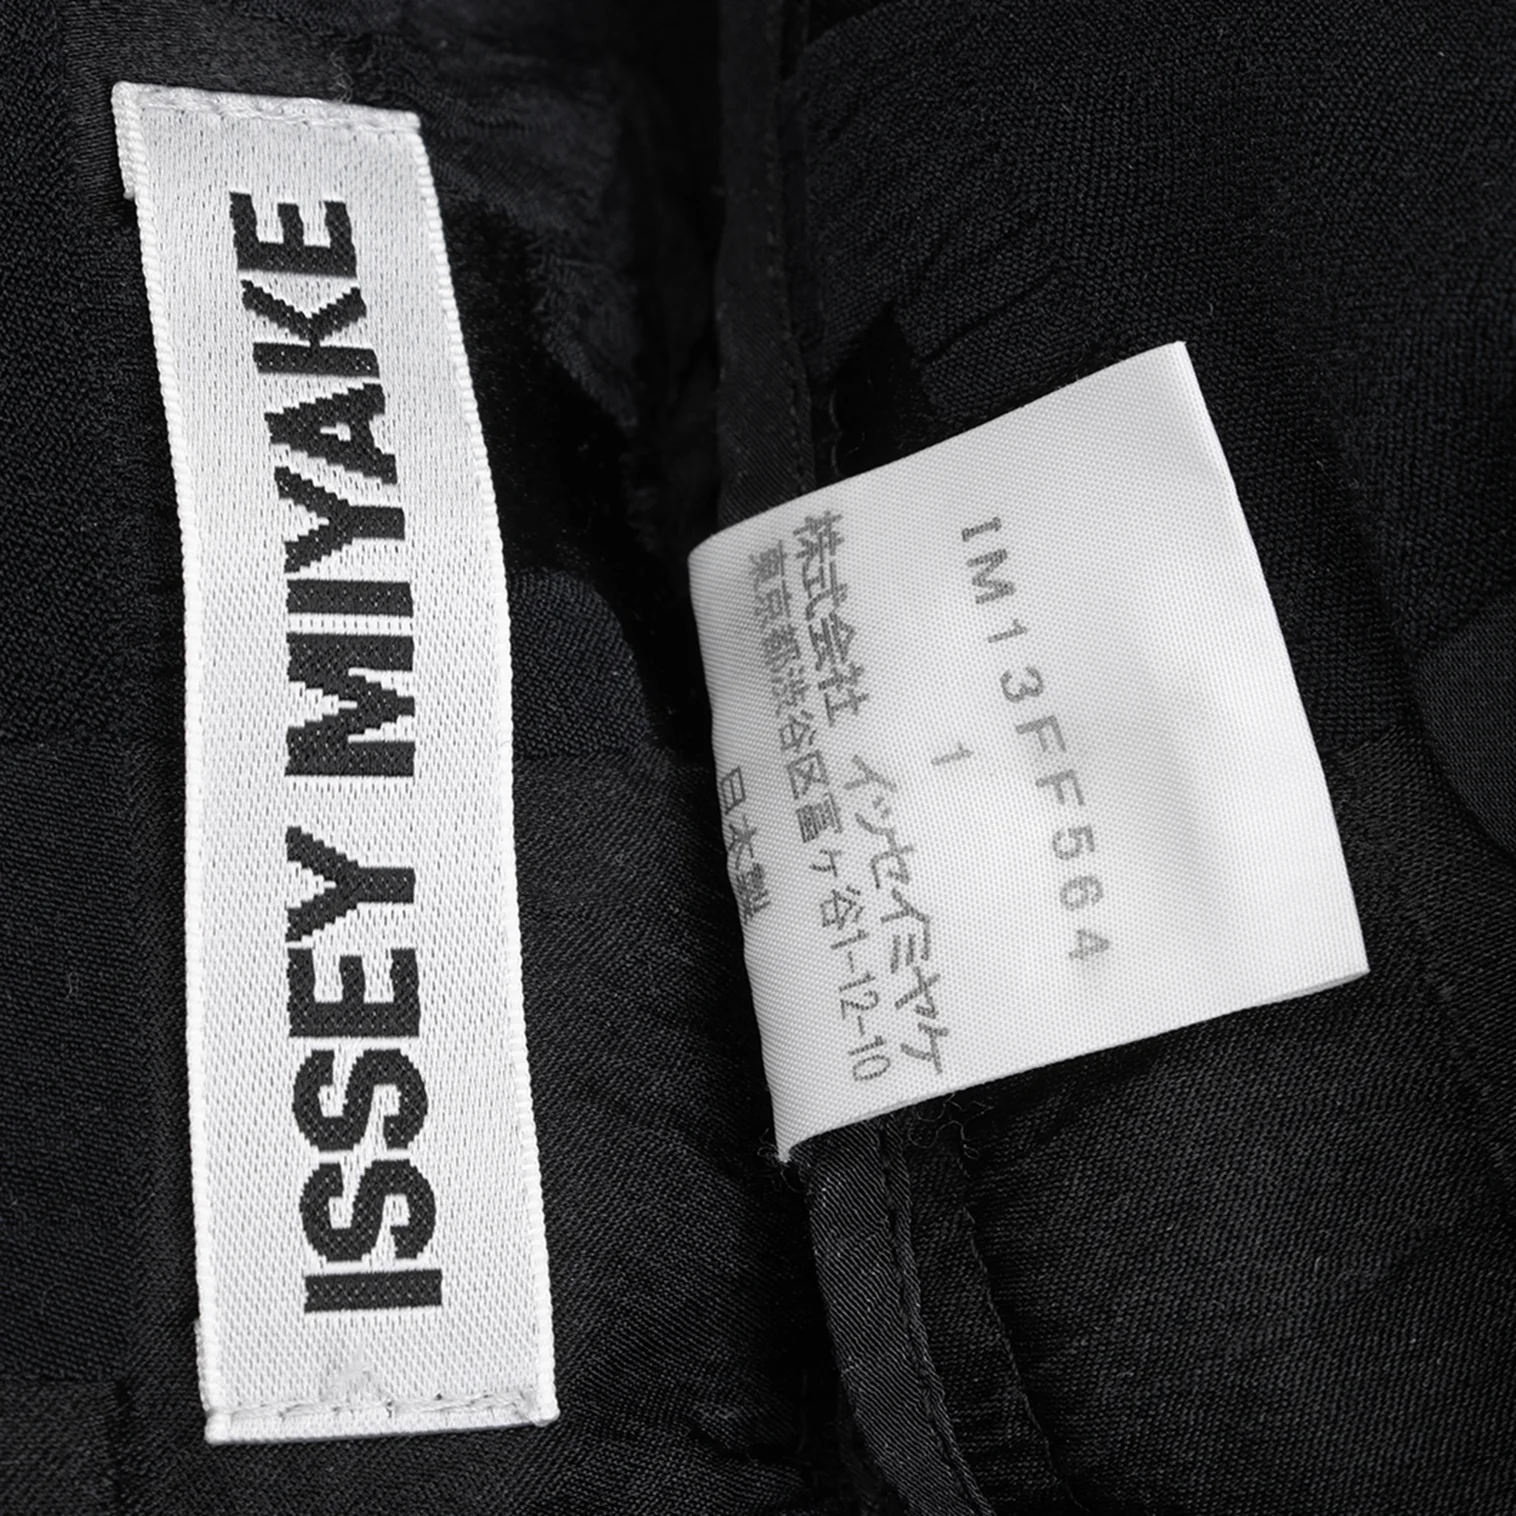 ISSEY MIYAKE
IM13FF564
1
株式会社 イッセイミヤケ
東京都渋谷区富ヶ谷1-12-10
日本製